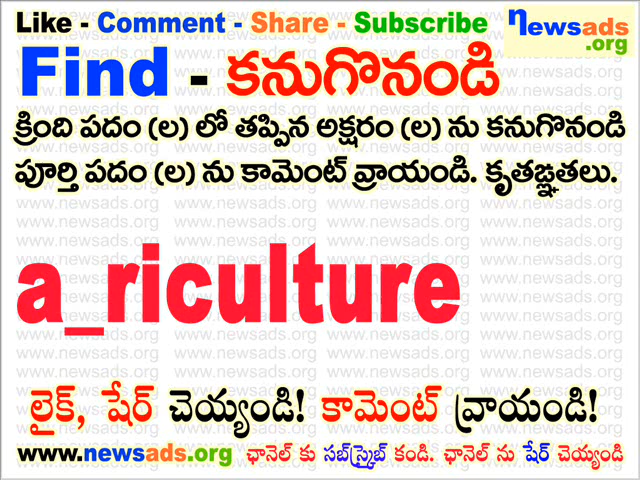 Like - Comment - Share - Subscribe
newsads
.org
Find - కనుగొనండి
క్రింది పదం (ల) లో తప్పిన అక్షరం (ల) ను కనుగొనండి
పూర్తి పదం (ల) ను కామెంట్ వ్రాయండి. కృతఙ్ఞతలు.
a_riculture
లైక్, షేర్ చెయ్యండి! కామెంట్ వ్రాయండి!
www.newsads.org ఛానెల్ కు సబ్‌స్క్రైబ్ కండి. ఛానెల్ ను షేర్ చెయ్యండి